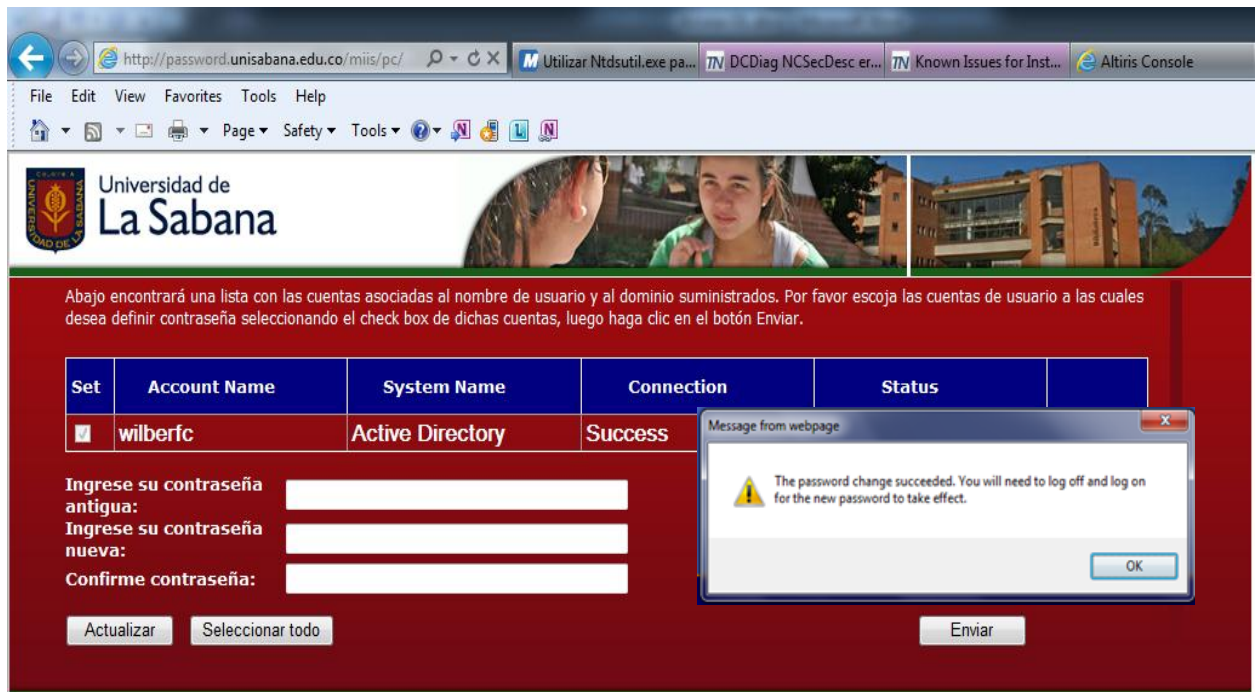 http://password.unisabana.edu.co/miis/pc/
Utilizar Ntdsutil.exe pa...
DCDiag NCSecDesc er...
Known Issues for Inst...
Altiris Console
File Edit View Favorites Tools Help
Page Safety Tools
Universidad de
La Sabana
Abajo encontrará una lista con las cuentas asociadas al nombre de usuario y al dominio suministrados. Por favor escoja las cuentas de usuario a las cuales
desea definir contraseña seleccionando el check box de dichas cuentas, luego haga clic en el botón Enviar.
Set Account Name System Name Connection Status
wilberfc Active Directory Success
Message from webpage
The password change succeeded. You will need to log off and log on
for the new password to take effect.
OK
Ingrese su contraseña
antigua:
Ingrese su contraseña
nueva:
Confirme contraseña:
Actualizar Seleccionar todo Enviar